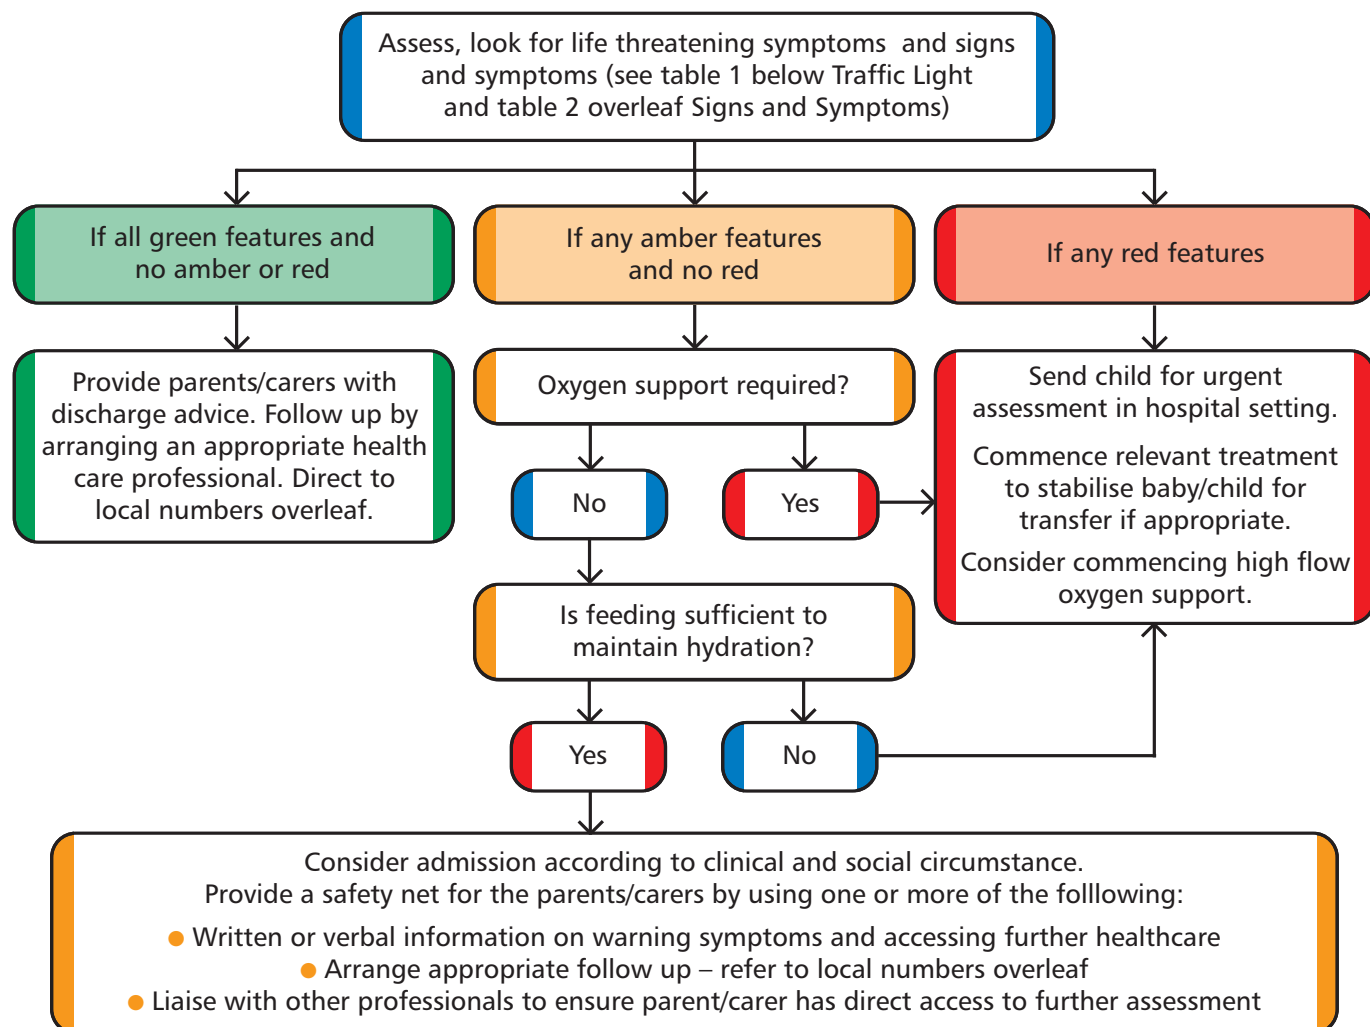 Assess, look for life threatening symptoms  and signs
and symptoms (see table 1 below Traffic Light
and table 2 overleaf Signs and Symptoms)
If all green features and
no amber or red
If any amber features
and no red
If any red features
Provide parents/carers with
discharge advice. Follow up by
arranging an appropriate health
care professional. Direct to
local numbers overleaf.
Oxygen support required?
No
Yes
Send child for urgent
assessment in hospital setting.
Commence relevant treatment
to stabilise baby/child for
transfer if appropriate.
Consider commencing high flow
oxygen support.
Is feeding sufficient to
maintain hydration?
Yes
No
Consider admission according to clinical and social circumstance.
Provide a safety net for the parents/carers by using one or more of the folllowing:
● Written or verbal information on warning symptoms and accessing further healthcare
● Arrange appropriate follow up – refer to local numbers overleaf
● Liaise with other professionals to ensure parent/carer has direct access to further assessment